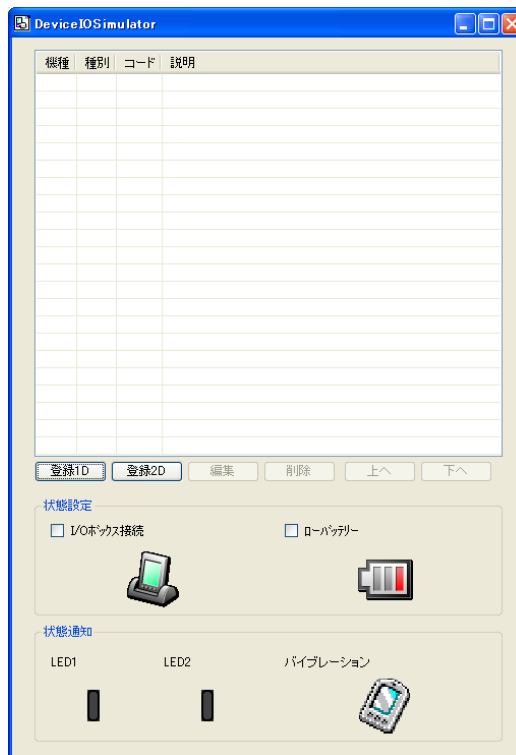 DeviceIOSimulator
機種 種別 コード 説明
登録1D 登録2D 編集 削除 上へ 下へ
状態設定
I/Oボックス接続 ローバッテリー
状態通知
LED1 LED2 バイブレーション